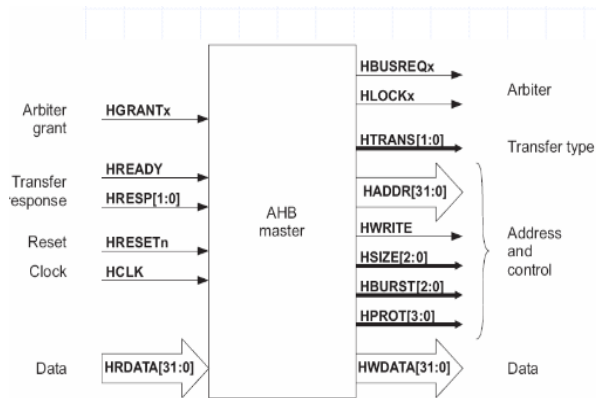 HBUSREQx
HLOCKx
Arbiter
Arbiter
grant
HGRANTx
HTRANS[1:0]
Transfer type
Transfer
response
HREADY
HRESP[1:0]
HADDR[31:0]
AHB
master
HWRITE
HSIZE[2:0]
HBURST[2:0]
HPROT[3:0]
Address
and
control
Reset
HRESETn
Clock
HCLK
Data
HRDATA[31:0]
HWDATA[31:0]
Data